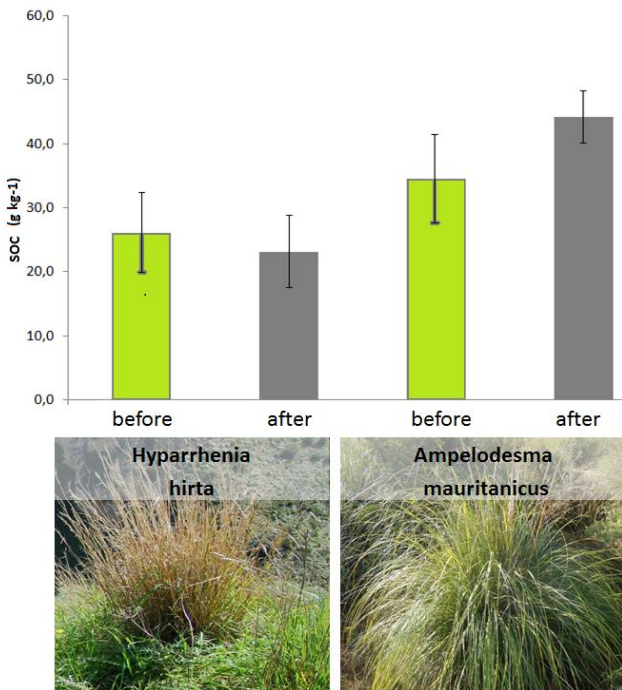 60,0
50,0
40,0
30,0
20,0
10,0
0,0
SOC (g kg-1)
before
after
before
after
Hyparrhenia
hirta
Ampelodesma
mauritanicus